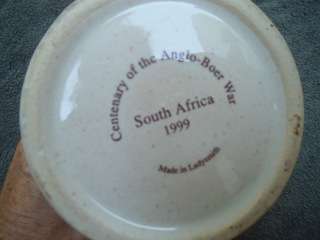 Centenary of the Anglo-Boer War
South Africa
1999
Made in Ladysmith